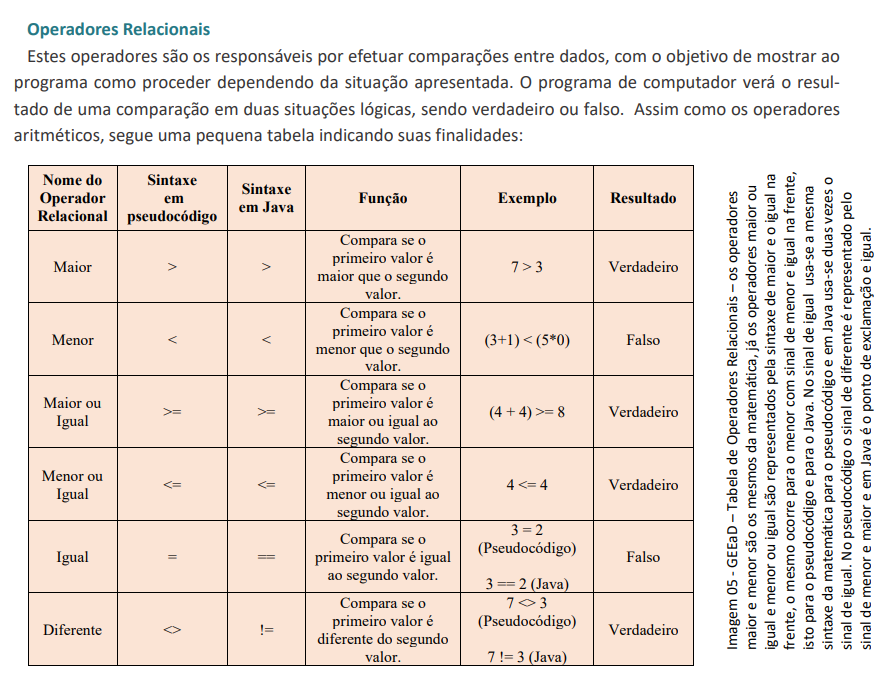 Operadores Relacionais
Estes operadores são os responsáveis por efetuar comparações entre dados, com o objetivo de mostrar ao
programa como proceder dependendo da situação apresentada. O programa de computador verá o resul-
tado de uma comparação em duas situações lógicas, sendo verdadeiro ou falso. Assim como os operadores
aritméticos, segue uma pequena tabela indicando suas finalidades:
Nome do
Operador
Relacional
Sintaxe
em
pseudocódigo
Sintaxe
em Java
Função
Exemplo
Resultado
Maior
>
>
Compara se o
primeiro valor é
maior que o segundo
valor.
7 > 3
Verdadeiro
Menor
<
<
Compara se o
primeiro valor é
menor que o segundo
valor.
(3+1) < (5*0)
Falso
Maior ou
Igual
>=
>=
Compara se o
primeiro valor é
maior ou igual ao
segundo valor.
(4 + 4) >= 8
Verdadeiro
Menor ou
Igual
<=
<=
Compara se o
primeiro valor é
menor ou igual ao
segundo valor.
4 <= 4
Verdadeiro
Igual
=
==
Compara se o
primeiro valor é igual
ao segundo valor.
3 = 2
(Pseudocódigo)
3 == 2 (Java)
Falso
Diferente
<>
!=
Compara se o
primeiro valor é
diferente do segundo
valor.
7 <> 3
(Pseudocódigo)
7 != 3 (Java)
Verdadeiro
Imagem 05 - GEEaD – Tabela de Operadores Relacionais – os operadores
maior e menor são os mesmos da matemática, já os operadores maior ou
igual e menor ou igual são representados pela sintaxe de maior e o igual na
frente, o mesmo ocorre para o menor com sinal de menor e igual na frente,
isto para o pseudocódigo e para o Java. No sinal de igual usa-se a mesma
sintaxe da matemática para o pseudocódigo e em Java usa-se duas vezes o
sinal de igual. No pseudocódigo o sinal de diferente é representado pelo
sinal de menor e maior e em Java é o ponto de exclamação e igual.